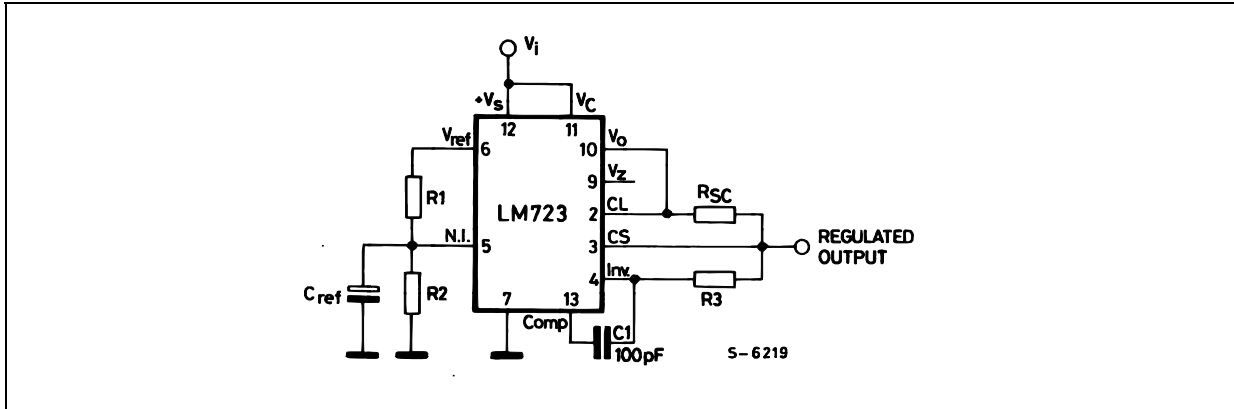 Vi
+Vs
VC
12
11
Vref
6
Vo
10
Vz
9
R1
LM723
CL
2
RSC
N.I.
5
CS
3
REGULATED
OUTPUT
Inv.
4
Cref
R2
R3
7
13
Comp
C1
100pF
S-6219